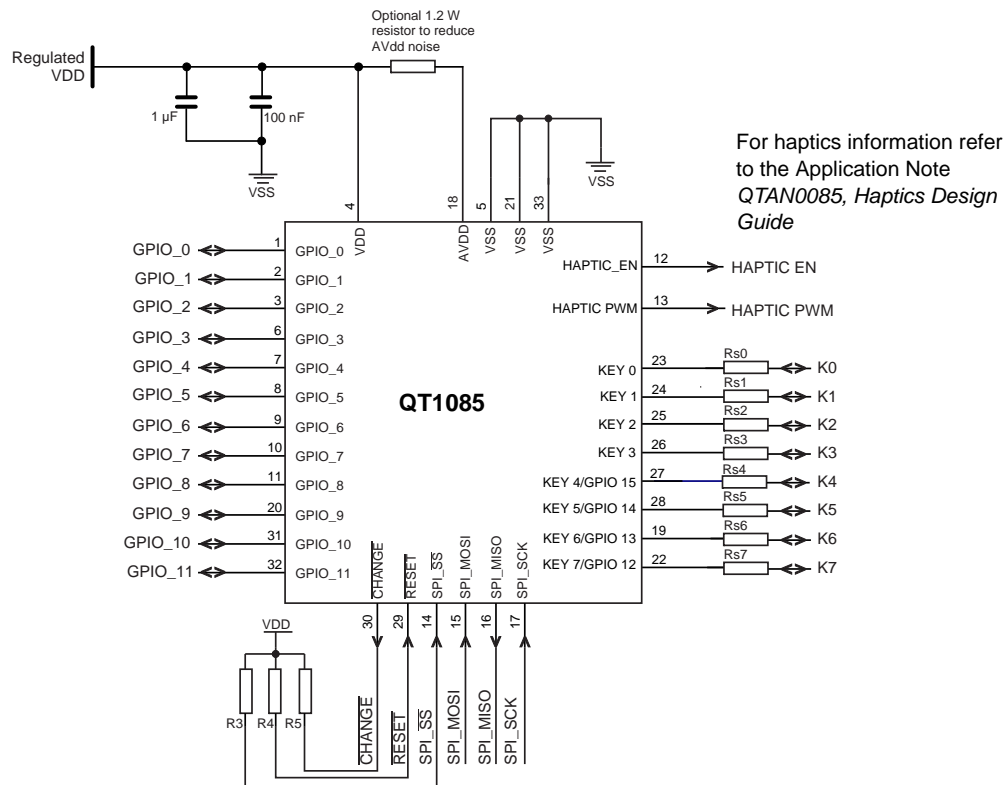 Optional 1.2 W
resistor to reduce
AVdd noise
Regulated
VDD
1 µF
100 nF
VSS
VSS
For haptics information refer
to the Application Note
QTAN0085, Haptics Design
Guide
4
18
5
21
33
VDD
AVDD
VSS
VSS
VSS
GPIO_0
1
GPIO_0
GPIO_1
2
GPIO_1
GPIO_2
3
GPIO_2
GPIO_3
6
GPIO_3
GPIO_4
7
GPIO_4
GPIO_5
8
GPIO_5
GPIO_6
9
GPIO_6
GPIO_7
10
GPIO_7
GPIO_8
11
GPIO_8
GPIO_9
20
GPIO_9
GPIO_10
31
GPIO_10
GPIO_11
32
GPIO_11
QT1085
HAPTIC_EN
12
HAPTIC EN
HAPTIC PWM
13
HAPTIC PWM
KEY 0
23
Rs0
K0
KEY 1
24
Rs1
K1
KEY 2
25
Rs2
K2
KEY 3
26
Rs3
K3
KEY 4/GPIO 15
27
Rs4
K4
KEY 5/GPIO 14
28
Rs5
K5
KEY 6/GPIO 13
19
Rs6
K6
KEY 7/GPIO 12
22
Rs7
K7
CHANGE
RESET
SPI_SS
SPI_MOSI
SPI_MISO
SPI_SCK
30
29
14
15
16
17
VDD
R3
R4
R5
CHANGE
RESET
SPI_SS
SPI_MOSI
SPI_MISO
SPI_SCK